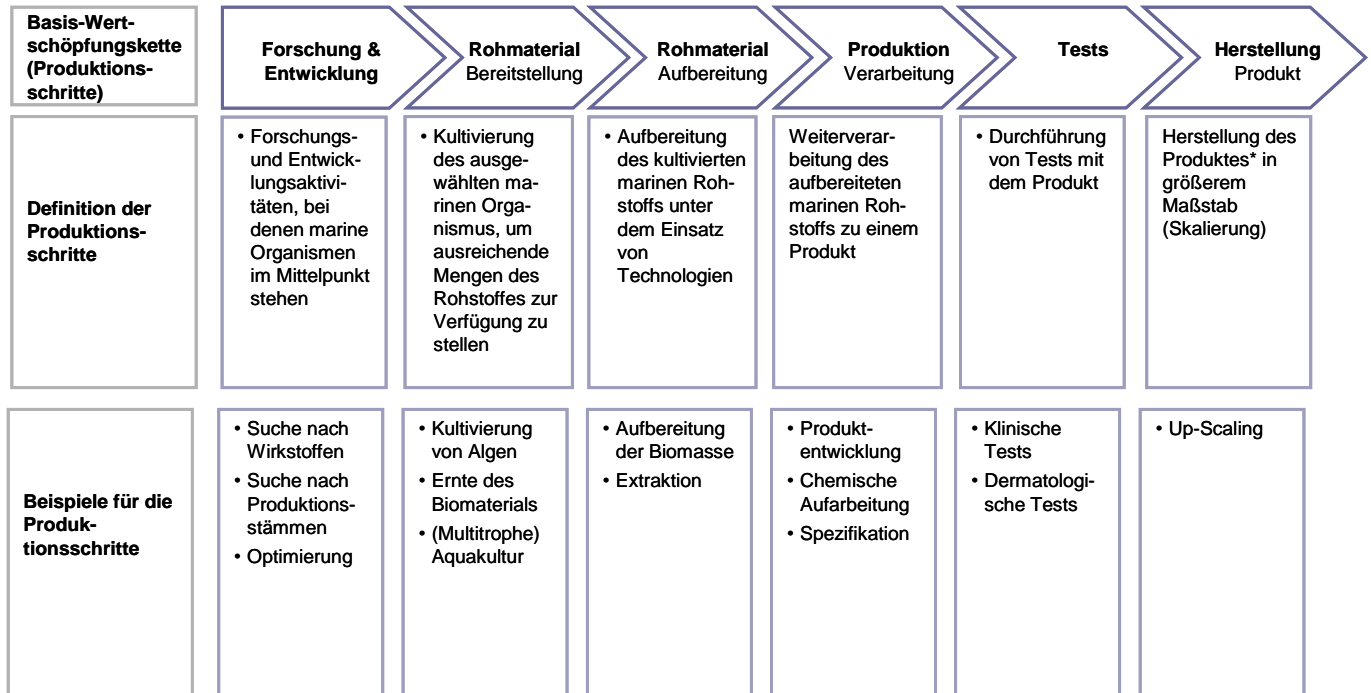 Basis-Wert-
schöpfungskette
(Produktions-
schritte)
Forschung &
Entwicklung
Rohmaterial
Bereitstellung
Rohmaterial
Aufbereitung
Produktion
Verarbeitung
Tests
Herstellung
Produkt
Definition der
Produktions-
schritte
• Forschungs-
und Entwick-
lungsaktivi-
täten, bei
denen marine
Organismen
im Mittelpunkt
stehen
• Kultivierung
des ausge-
wählten ma-
rinen Orga-
nismus, um
ausreichende
Mengen des
Rohstoffes zur
Verfügung zu
stellen
• Aufbereitung
des kultivierten
marinen Roh-
stoffs unter
dem Einsatz
von
Technologien
Weiterverar-
beitung des
aufbereiteten
marinen Roh-
stoffs zu einem
Produkt
• Durchführung
von Tests mit
dem Produkt
Herstellung des
Produktes* in
größerem
Maßstab
(Skalierung)
Beispiele für die
Produk-
tionsschritte
• Suche nach
Wirkstoffen
• Suche nach
Produktions-
stämmen
• Optimierung
• Kultivierung
von Algen
• Ernte des
Biomaterials
• (Multitrophe)
Aquakultur
• Aufbereitung
der Biomasse
• Extraktion
• Produkt-
entwicklung
• Chemische
Aufarbeitung
• Spezifikation
• Klinische
Tests
• Dermatologi-
sche Tests
• Up-Scaling